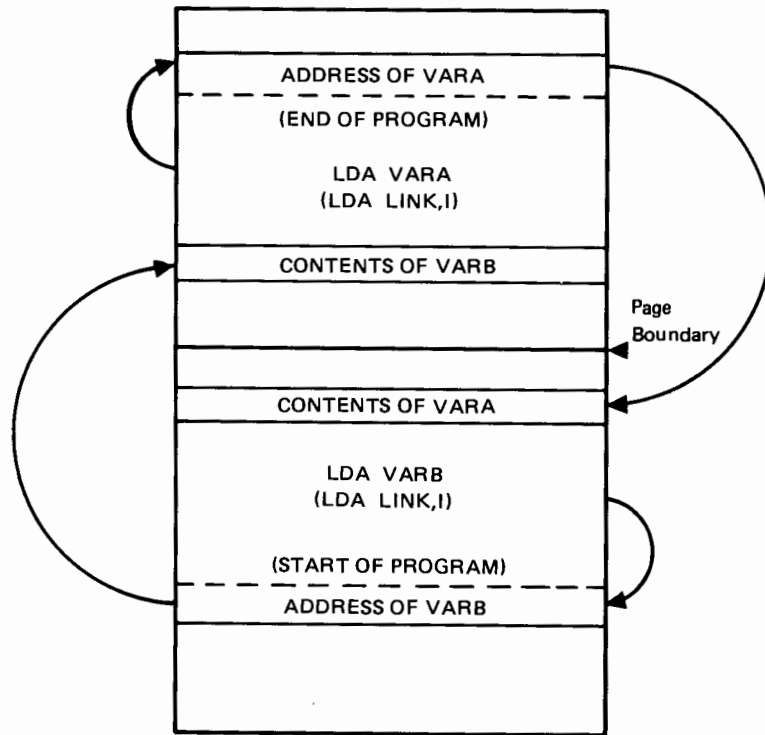 ADDRESS OF VARA
(END OF PROGRAM)
LDA VARA
(LDA LINK,I)
CONTENTS OF VARB
Page
Boundary
CONTENTS OF VARA
LDA VARB
(LDA LINK,I)
(START OF PROGRAM)
ADDRESS OF VARB